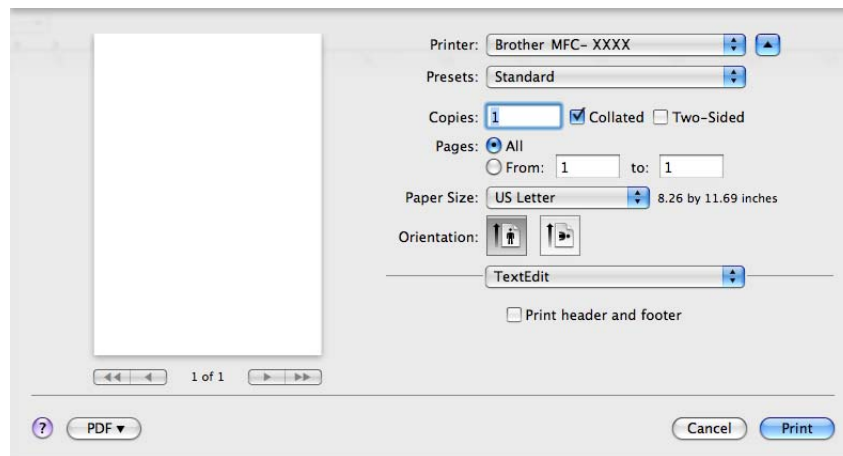 Printer: Brother MFC- XXXX
Presets: Standard
Copies: 1 Collated Two-Sided
Pages: All
From: 1 to: 1
Paper Size: US Letter 8.26 by 11.69 inches
Orientation:
TextEdit
Print header and footer
1 of 1
? PDF Cancel Print